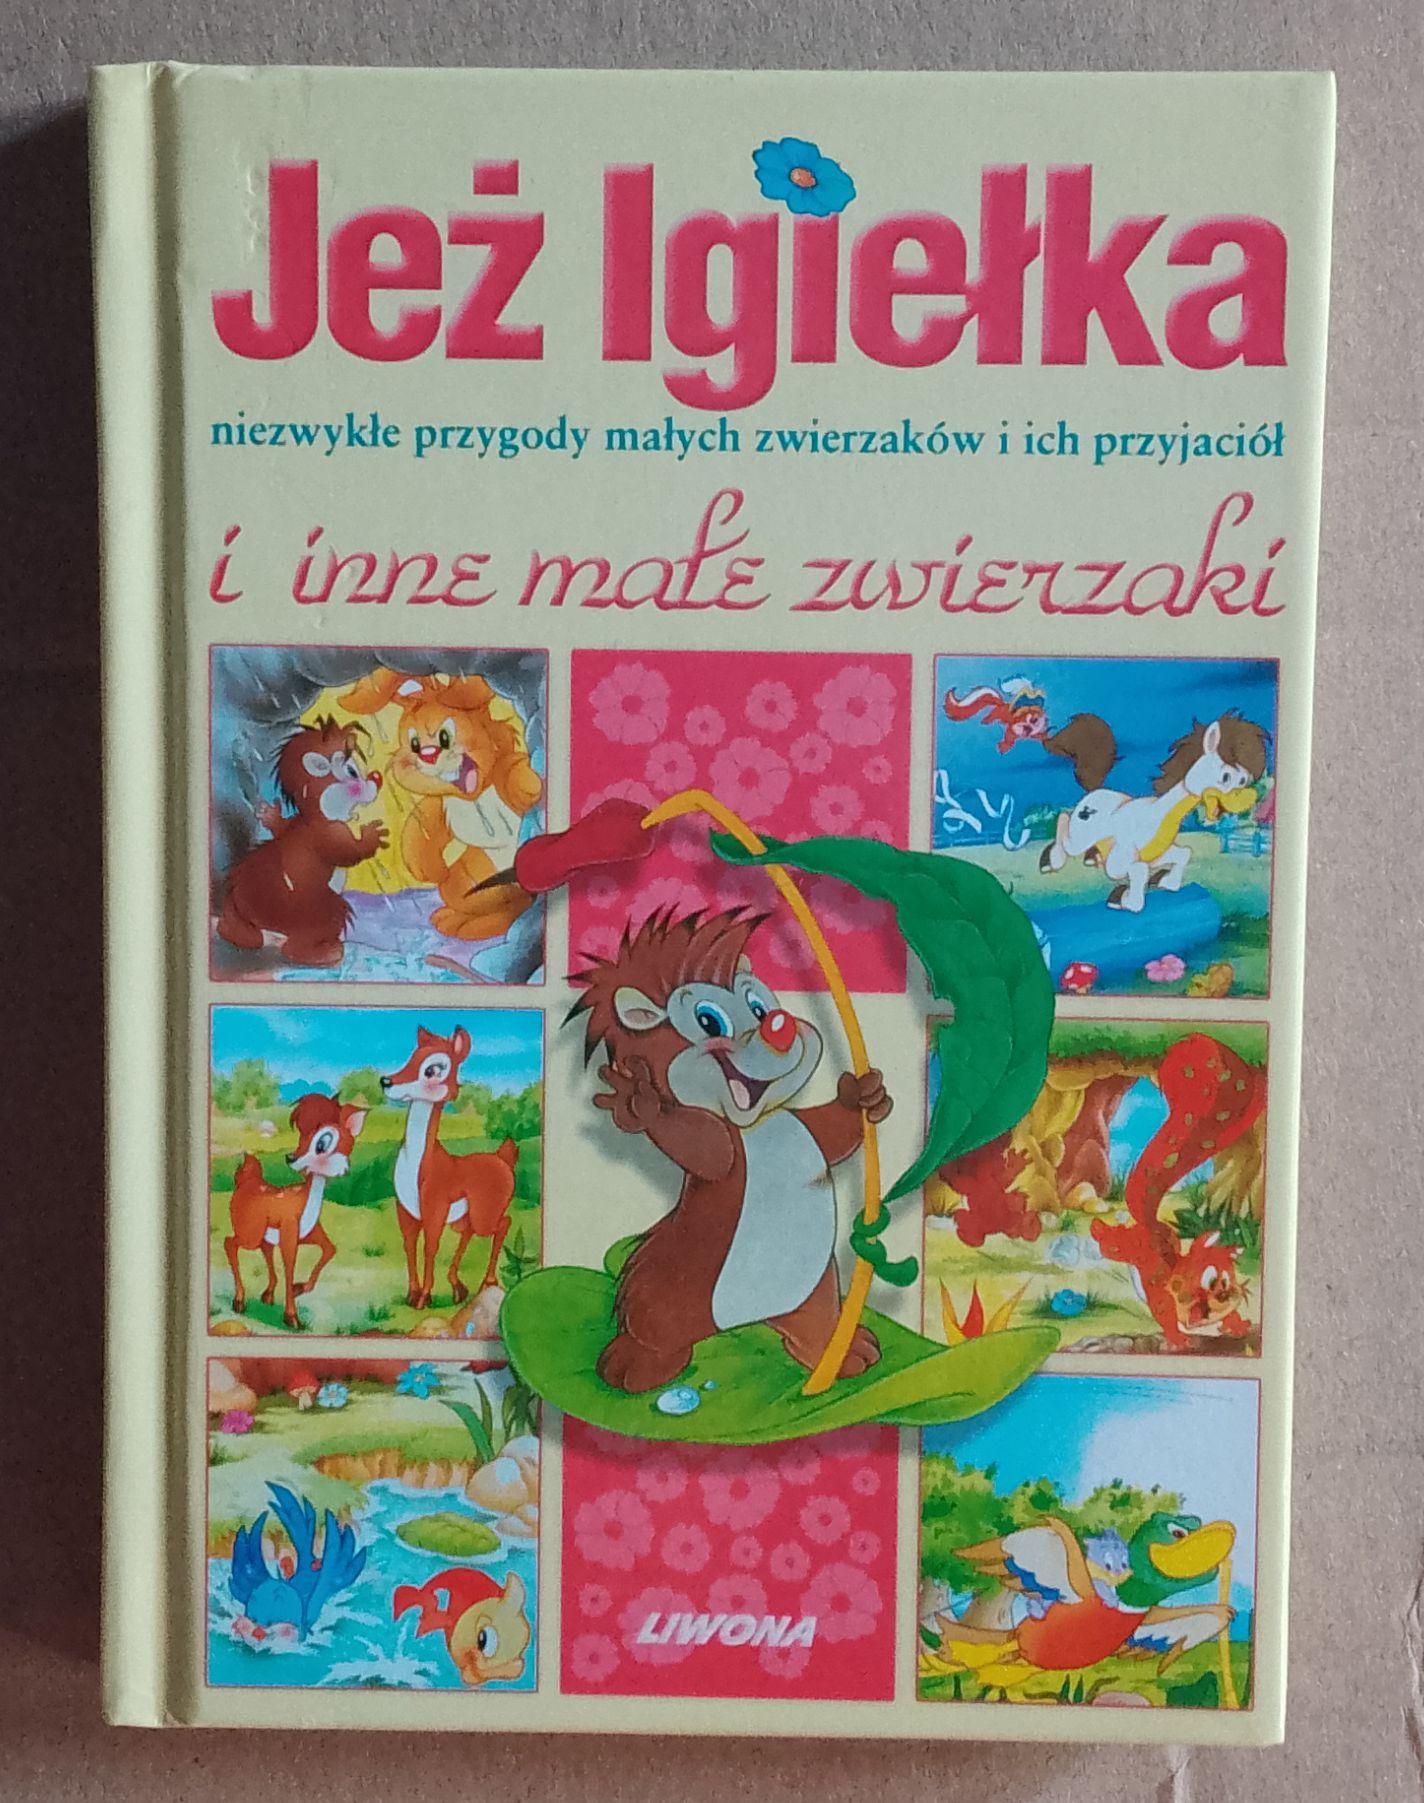 Jeż Igiełka
niezwykłe przygody małych zwierzaków i ich przyjaciół
i inne małe zwierzaki
LIWONA